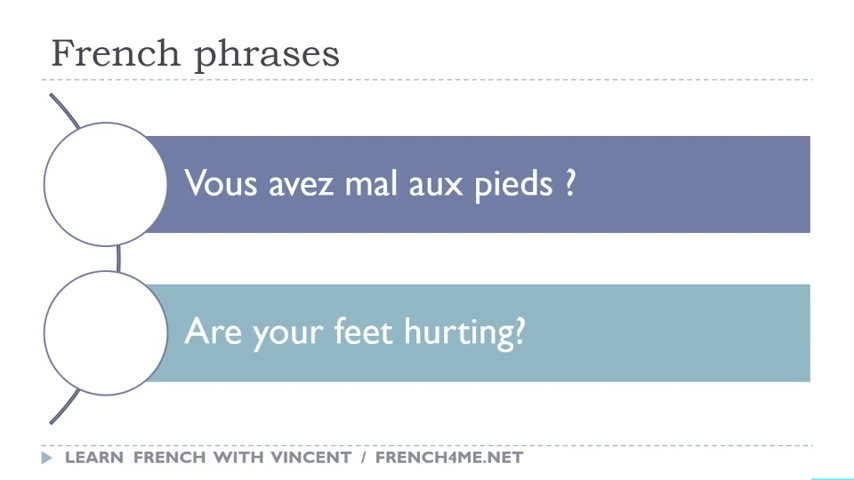 French phrases
Vous avez mal aux pieds ?
Are your feet hurting?
LEARN FRENCH WITH VINCENT / FRENCH4ME.NET